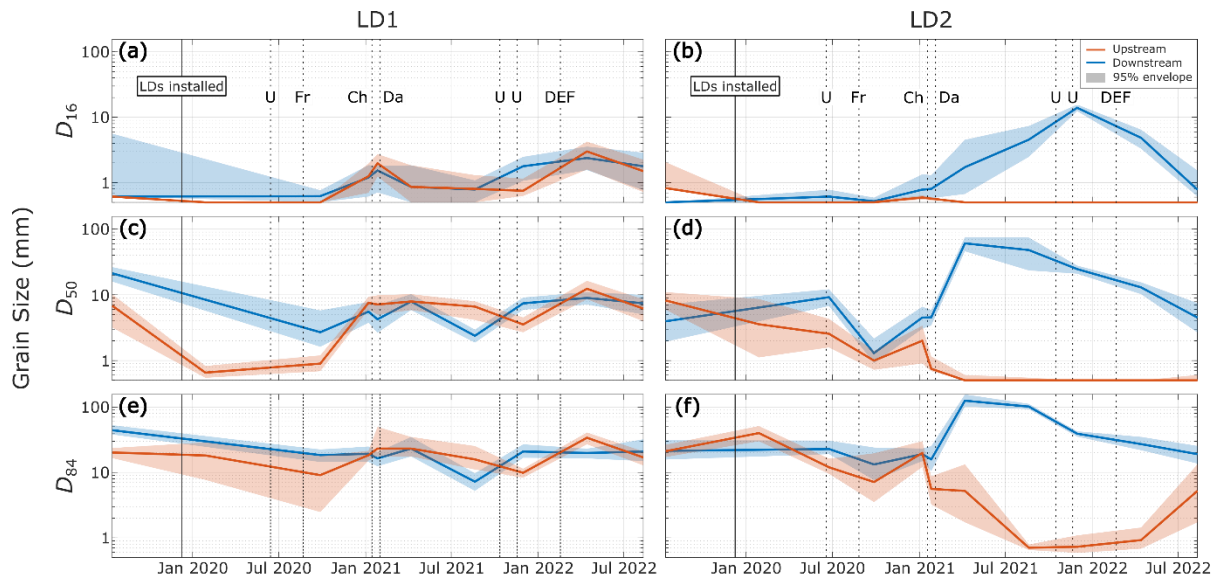 LD1 LD2
(a) (b)
Upstream
Downstream
95% envelope
LDs installed LDs installed
U Fr Ch Da U U DEF
U Fr Ch Da U U DEF
100
10
1
D16
100
10
1
(c) (d)
100
10
1
D50
100
10
1
Grain Size (mm)
(e) (f)
100
10
1
D84
100
10
1
Jan 2020 Jul 2020 Jan 2021 Jul 2021 Jan 2022 Jul 2022
Jan 2020 Jul 2020 Jan 2021 Jul 2021 Jan 2022 Jul 2022